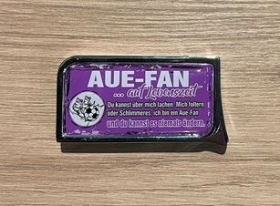 AUE-FAN
... auf Lebenszeit
Du kannst über mich lachen. Mich foltern
oder Schlimmeres. ich bin ein Aue-Fan
und du kannst es niemals ändern.